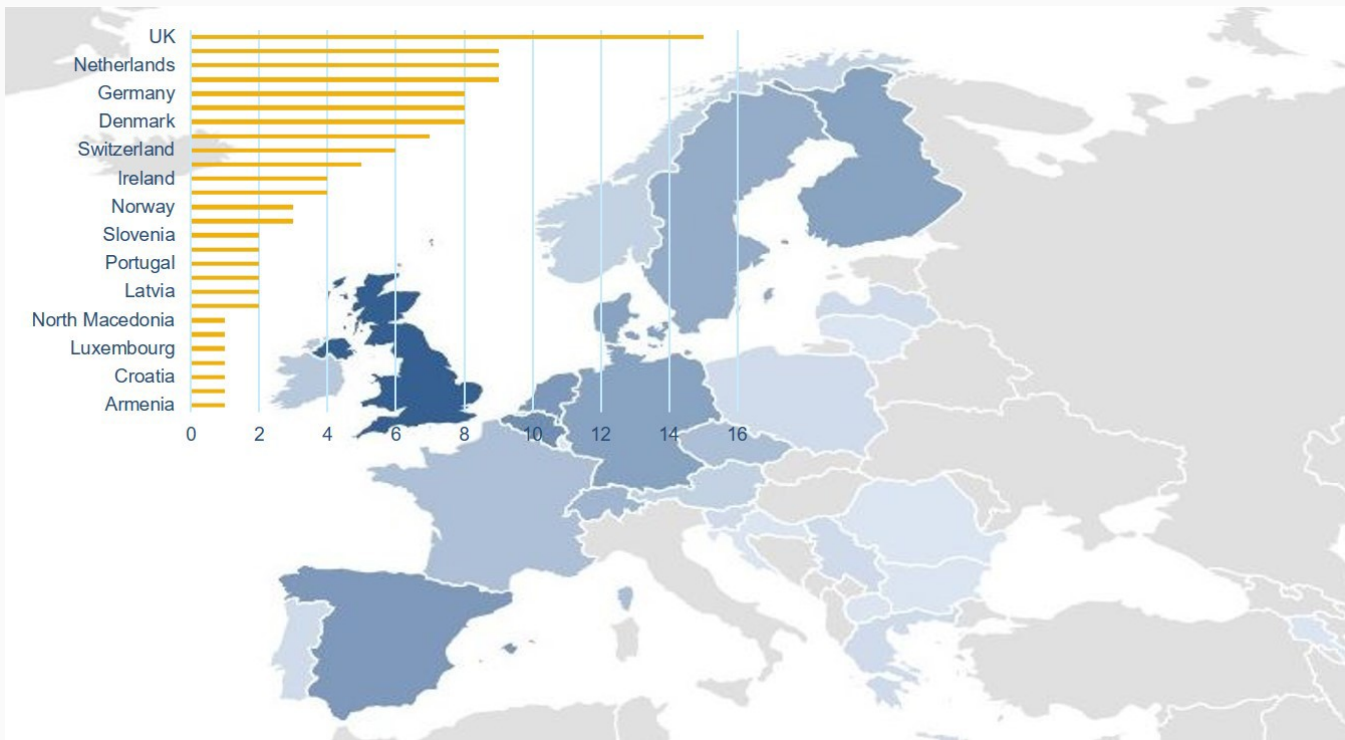 UK
Netherlands
Germany
Denmark
Switzerland
Ireland
Norway
Slovenia
Portugal
Latvia
North Macedonia
Luxembourg
Croatia
Armenia
0 2 4 6 8 10 12 14 16